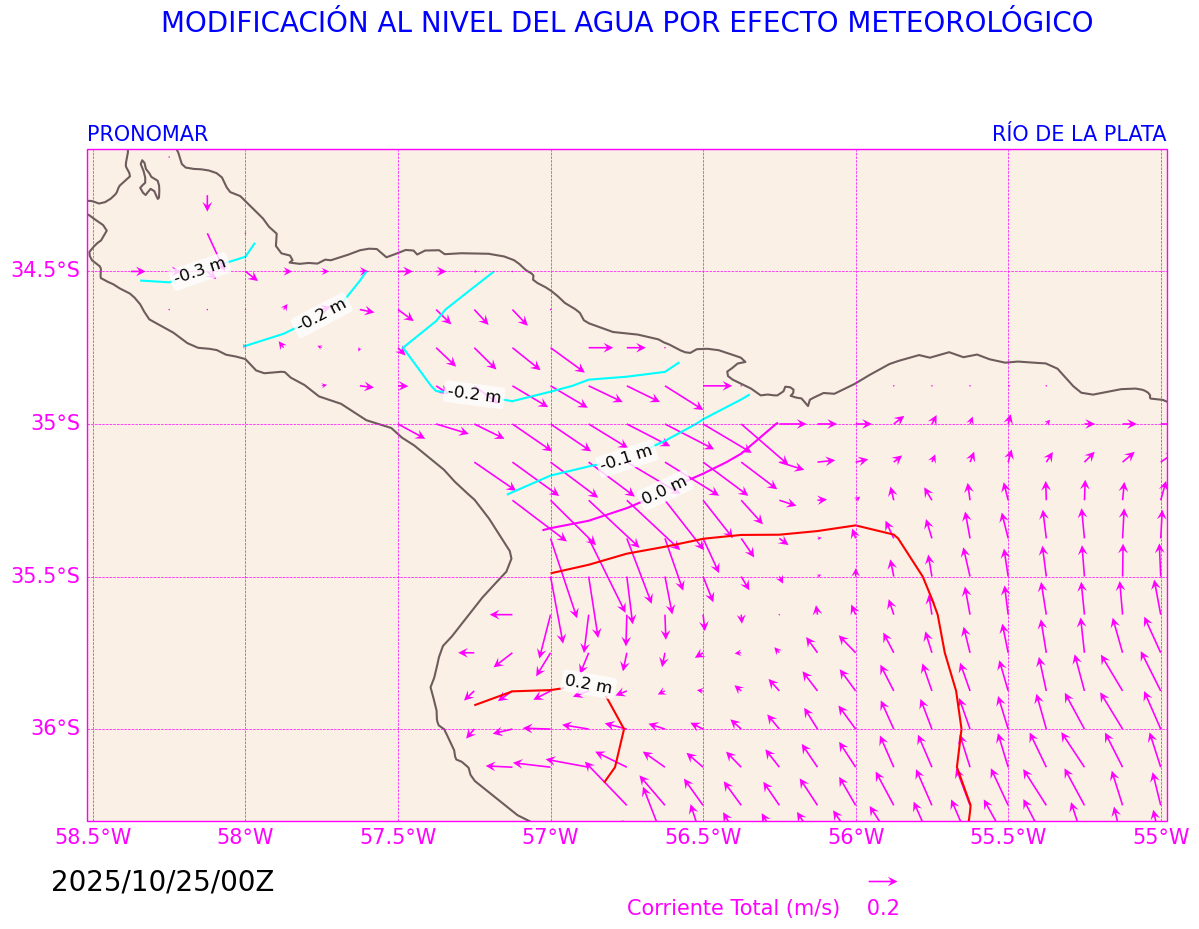 MODIFICACIÓN AL NIVEL DEL AGUA POR EFECTO METEOROLÓGICO
PRONOMAR
RÍO DE LA PLATA
-0.3 m
34.5°S
-0.2 m
-0.2 m
35°S
-0.1 m
0.0 m
35.5°S
0.2 m
36°S
58.5°W 58°W 57.5°W 57°W 56.5°W 56°W 55.5°W 55°W
2025/10/25/00Z
Corriente Total (m/s) 0.2